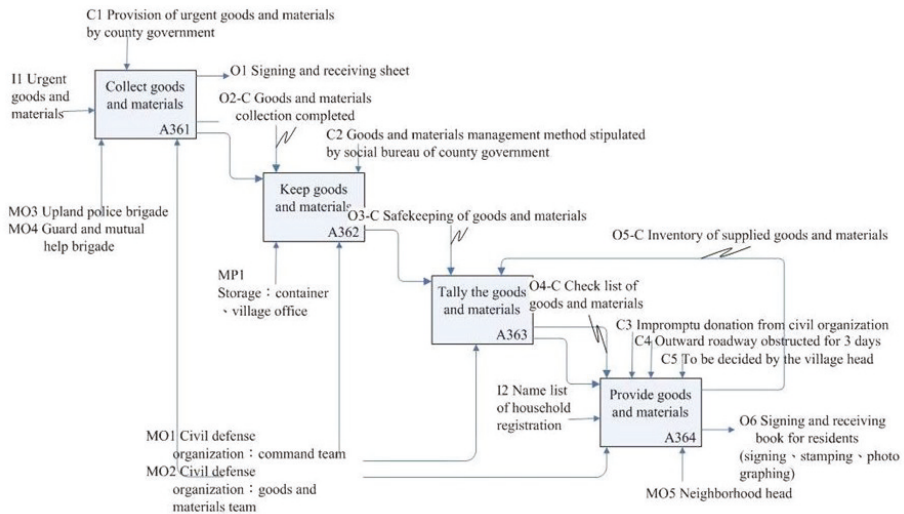 C1 Provision of urgent goods and materials
by county government
I1 Urgent
goods and
materials
Collect goods
and materials
A361
O1 Signing and receiving sheet
O2-C Goods and materials
collection completed
C2 Goods and materials management method stipulated
by social bureau of county government
Keep goods
and materials
A362
MO3 Upland police brigade
MO4 Guard and mutual
help brigade
O3-C Safekeeping of goods and materials
MP1
Storage：container
、village office
O5-C Inventory of supplied goods and materials
Tally the goods
and materials
A363
O4-C Check list of
goods and materials
C3 Impromptu donation from civil organization
C4 Outward roadway obstructed for 3 days
C5 To be decided by the village head
I2 Name list
of household
registration
Provide goods
and materials
A364
O6 Signing and receiving
book for residents
(signing、stamping、photo
graphing)
MO1 Civil defense
organization：command team
MO2 Civil defense
organization：goods and
materials team
MO5 Neighborhood head